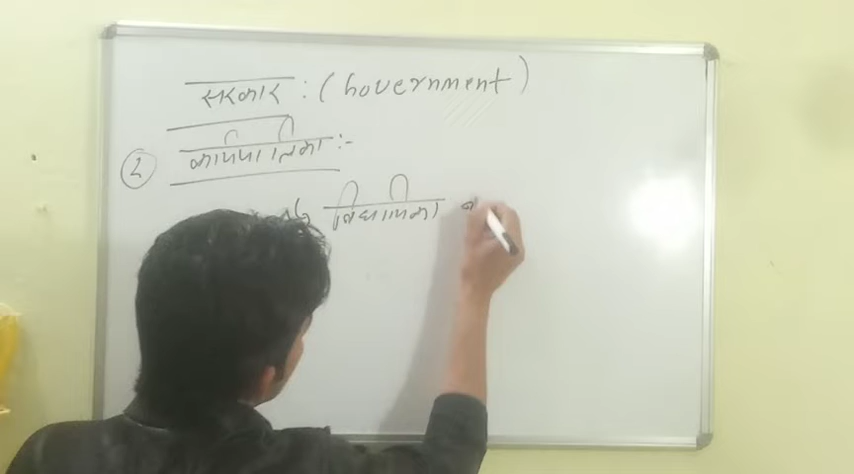 सरकार : (Government)
② कार्यपालिका :-
विधायिका